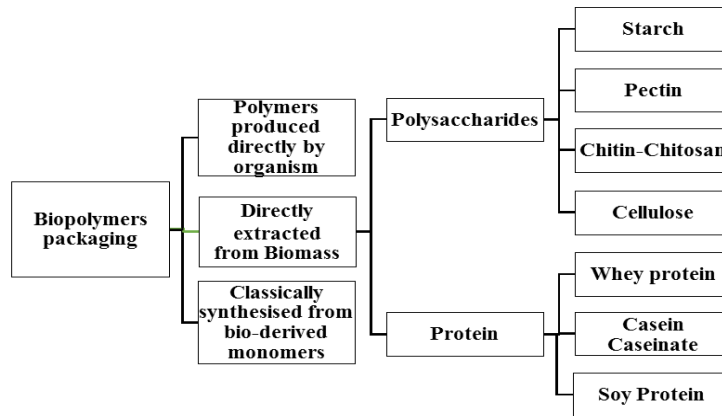 Biopolymers
packaging
Polymers
produced
directly by
organism
Directly
extracted
from Biomass
Classically
synthesised from
bio-derived
monomers
Polysaccharides
Protein
Starch
Pectin
Chitin-Chitosan
Cellulose
Whey protein
Casein
Caseinate
Soy Protein